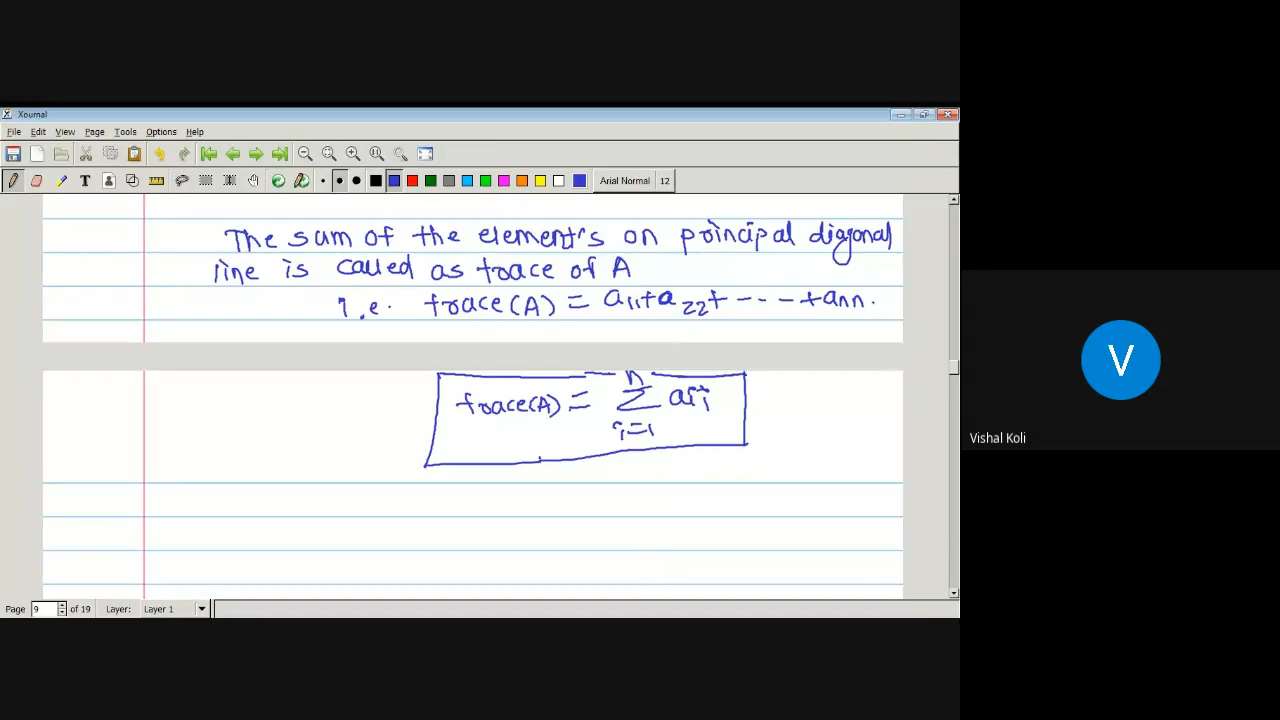 Xournal
File Edit View Page Tools Options Help
Arial Normal 12
The sum of the element's on principal diagonal
line is called as trace of A
i.e. trace(A) = a₁₁+a₂₂+ ---- +ann.
trace(A) = n∑i=1 aii
V
Vishal Koli
Page 9 of 19 Layer: Layer 1